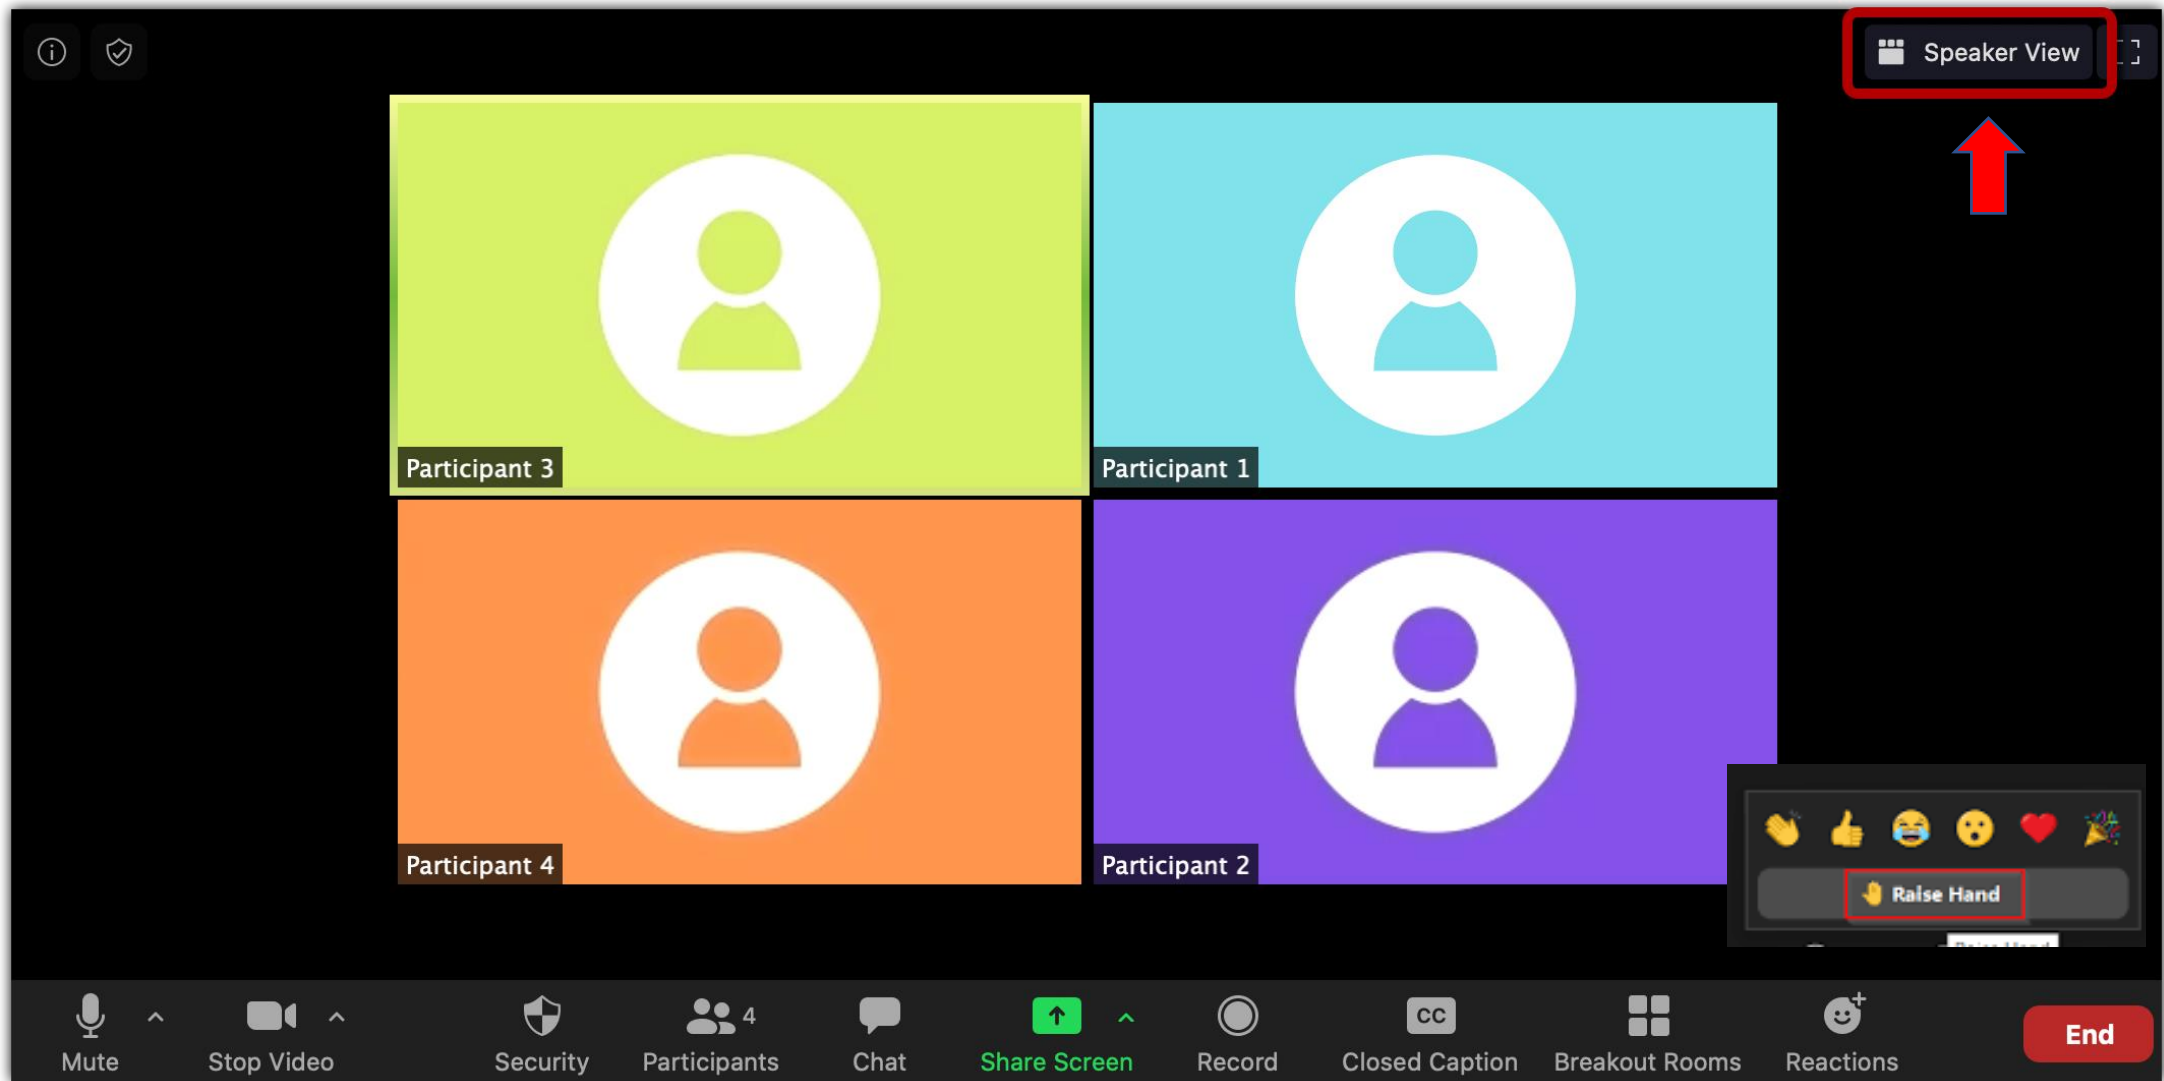 Speaker View
Participant 3
Participant 1
Participant 4
Participant 2
Raise Hand
4
CC
Mute
Stop Video
Security
Participants
Chat
Share Screen
Record
Closed Caption
Breakout Rooms
Reactions
End